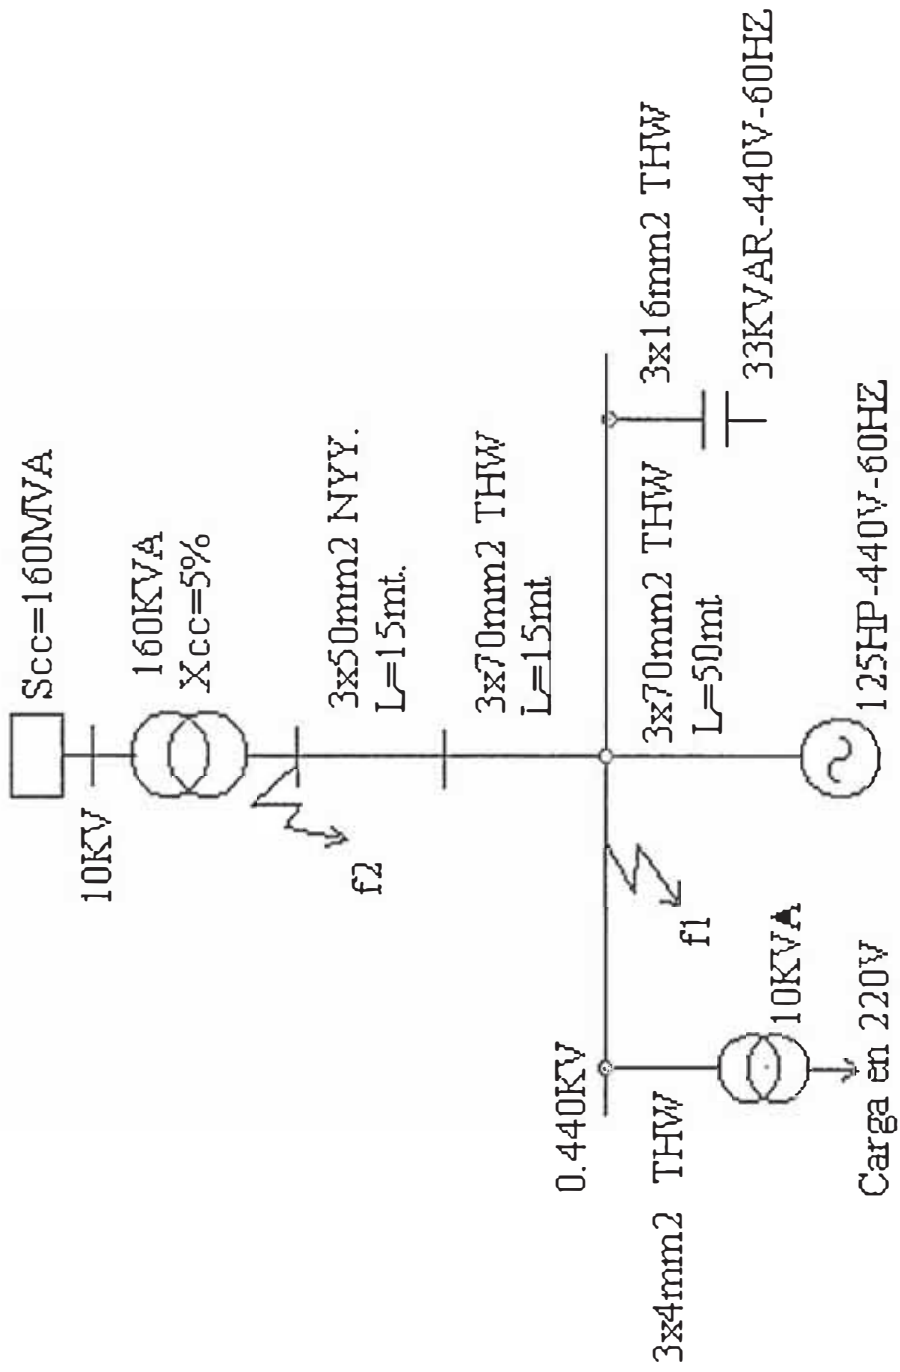 Scc=160MVA
10KV
160KVA
Xcc=5%
3x50mm2 NYY.
L=15mt.
f2
3x70mm2 THW
L=15mt
0.440KV
f1
3x4mm2 THW
10KVA
Carga en 220V
3x70mm2 THW
L=50mt
125HP-440V-60HZ
3x16mm2 THW
33KVAR-440V-60HZ